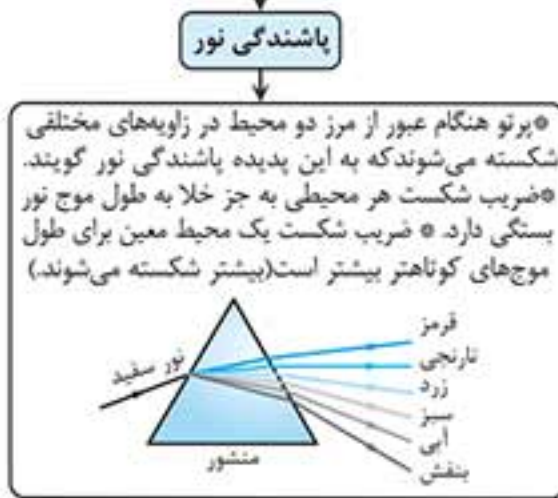 پاشندگی نور
*پرتو هنگام عبور از مرز دو محیط در زاویه‌های مختلفی
شکسته می‌شوندکه به این پدیده پاشندگی نور گویند.
*ضریب شکست هر محیطی به جز خلا به طول موج نور
بستگی دارد. * ضریب شکست یک محیط معین برای طول
موج‌های کوتاهتر بیشتر است(بیشتر شکسته می‌شوند.)
قرمز
نارنجی
زرد
سبز
آبی
بنفش
نور سفید
منشور